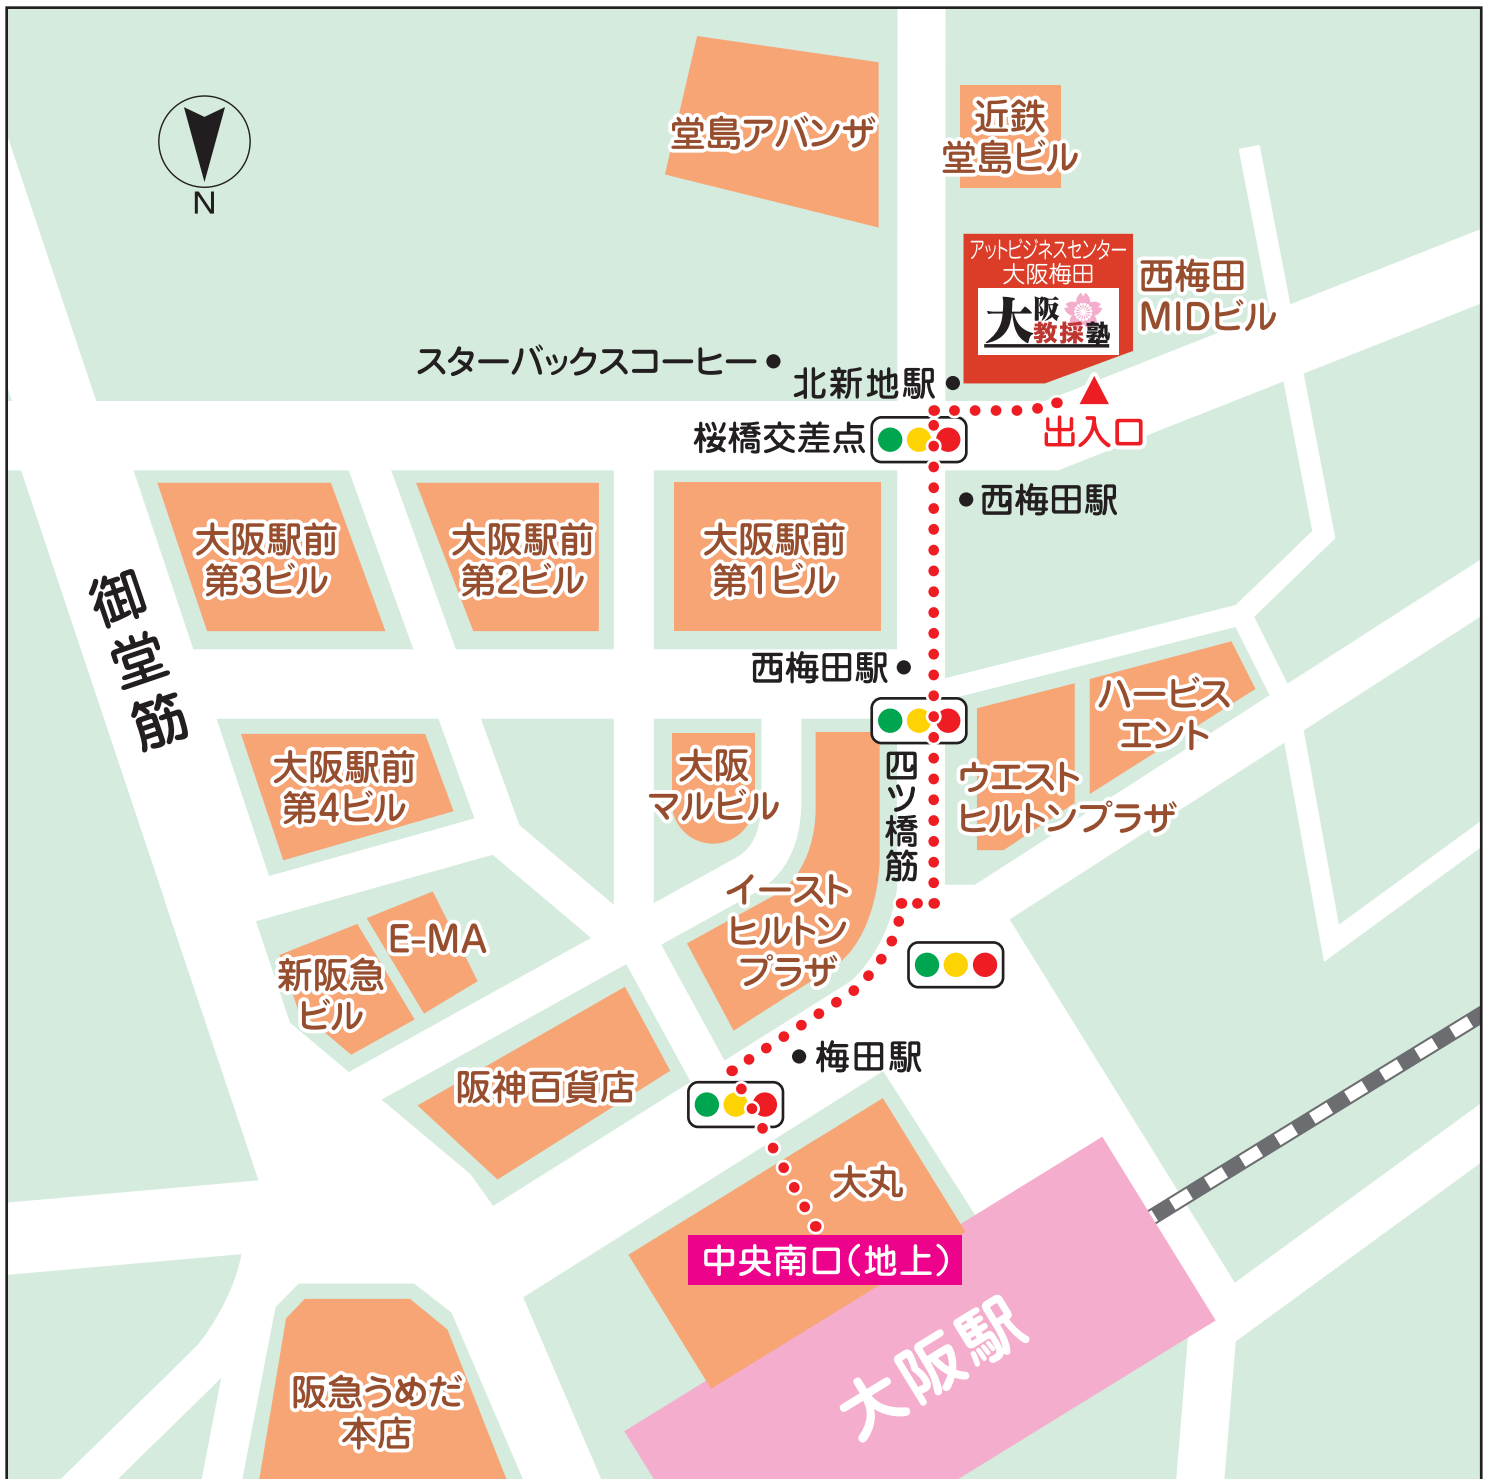 堂島アバンザ
近鉄
堂島ビル
N
アットビジネスセンター
大阪梅田
大阪
教採塾
西梅田
MIDビル
スターバックスコーヒー
北新地駅
桜橋交差点
出入口
西梅田駅
大阪駅前
第3ビル
大阪駅前
第2ビル
大阪駅前
第1ビル
御堂筋
西梅田駅
ハービス
エント
大阪駅前
第4ビル
大阪
マルビル
四ツ橋筋
ウエスト
ヒルトンプラザ
イースト
ヒルトン
プラザ
E-MA
新阪急
ビル
梅田駅
阪神百貨店
大丸
中央南口(地上)
大阪駅
阪急うめだ
本店